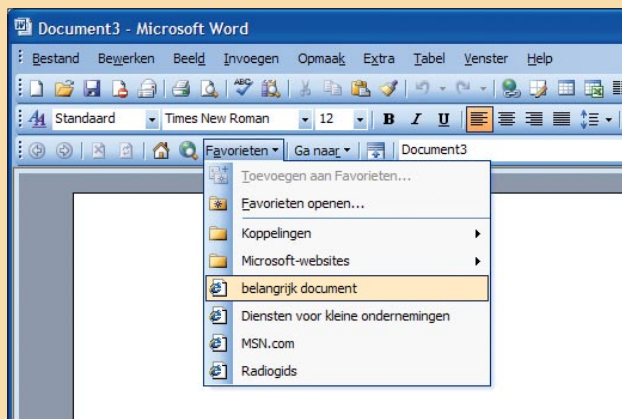 Document3 - Microsoft Word
Bestand Bewerken Beeld Invoegen Opmaak Extra Tabel Venster Help
ABC
Standaard Times New Roman 12 B I U
Favorieten Ga naar Document3
Toevoegen aan Favorieten...
Favorieten openen...
Koppelingen
Microsoft-websites
belangrijk document
Diensten voor kleine ondernemingen
MSN.com
Radiogids